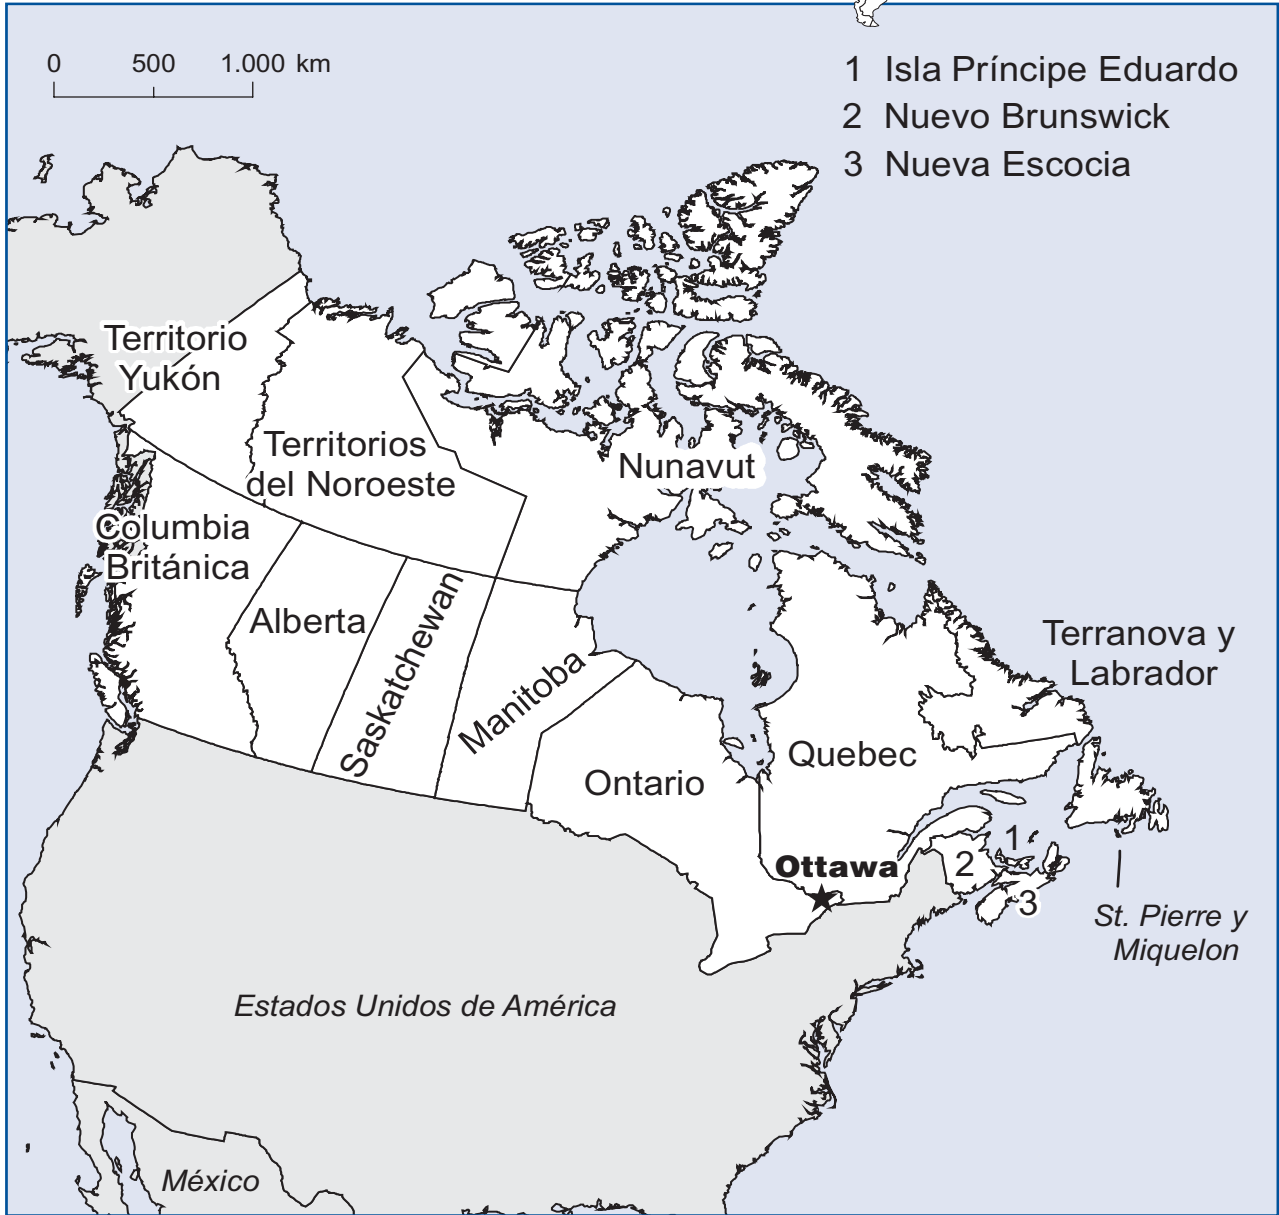 0 500 1.000 km
1 Isla Príncipe Eduardo
2 Nuevo Brunswick
3 Nueva Escocia
Territorio
Yukón
Territorios
del Noroeste
Nunavut
Columbia
Británica
Alberta
Saskatchewan
Manitoba
Terranova y
Labrador
Quebec
Ontario
1
2
Ottawa
3
St. Pierre y
Miquelon
Estados Unidos de América
México